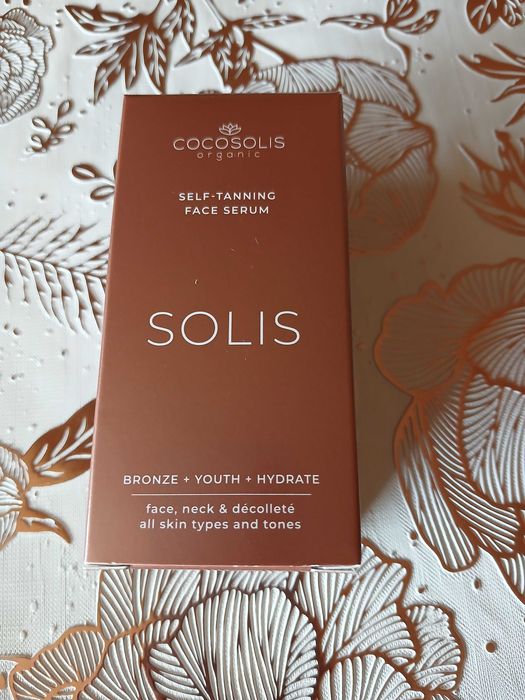 COCOSOLIS
organic
SELF-TANNING
FACE SERUM
SOLIS
BRONZE + YOUTH + HYDRATE
face, neck & décolleté
all skin types and tones